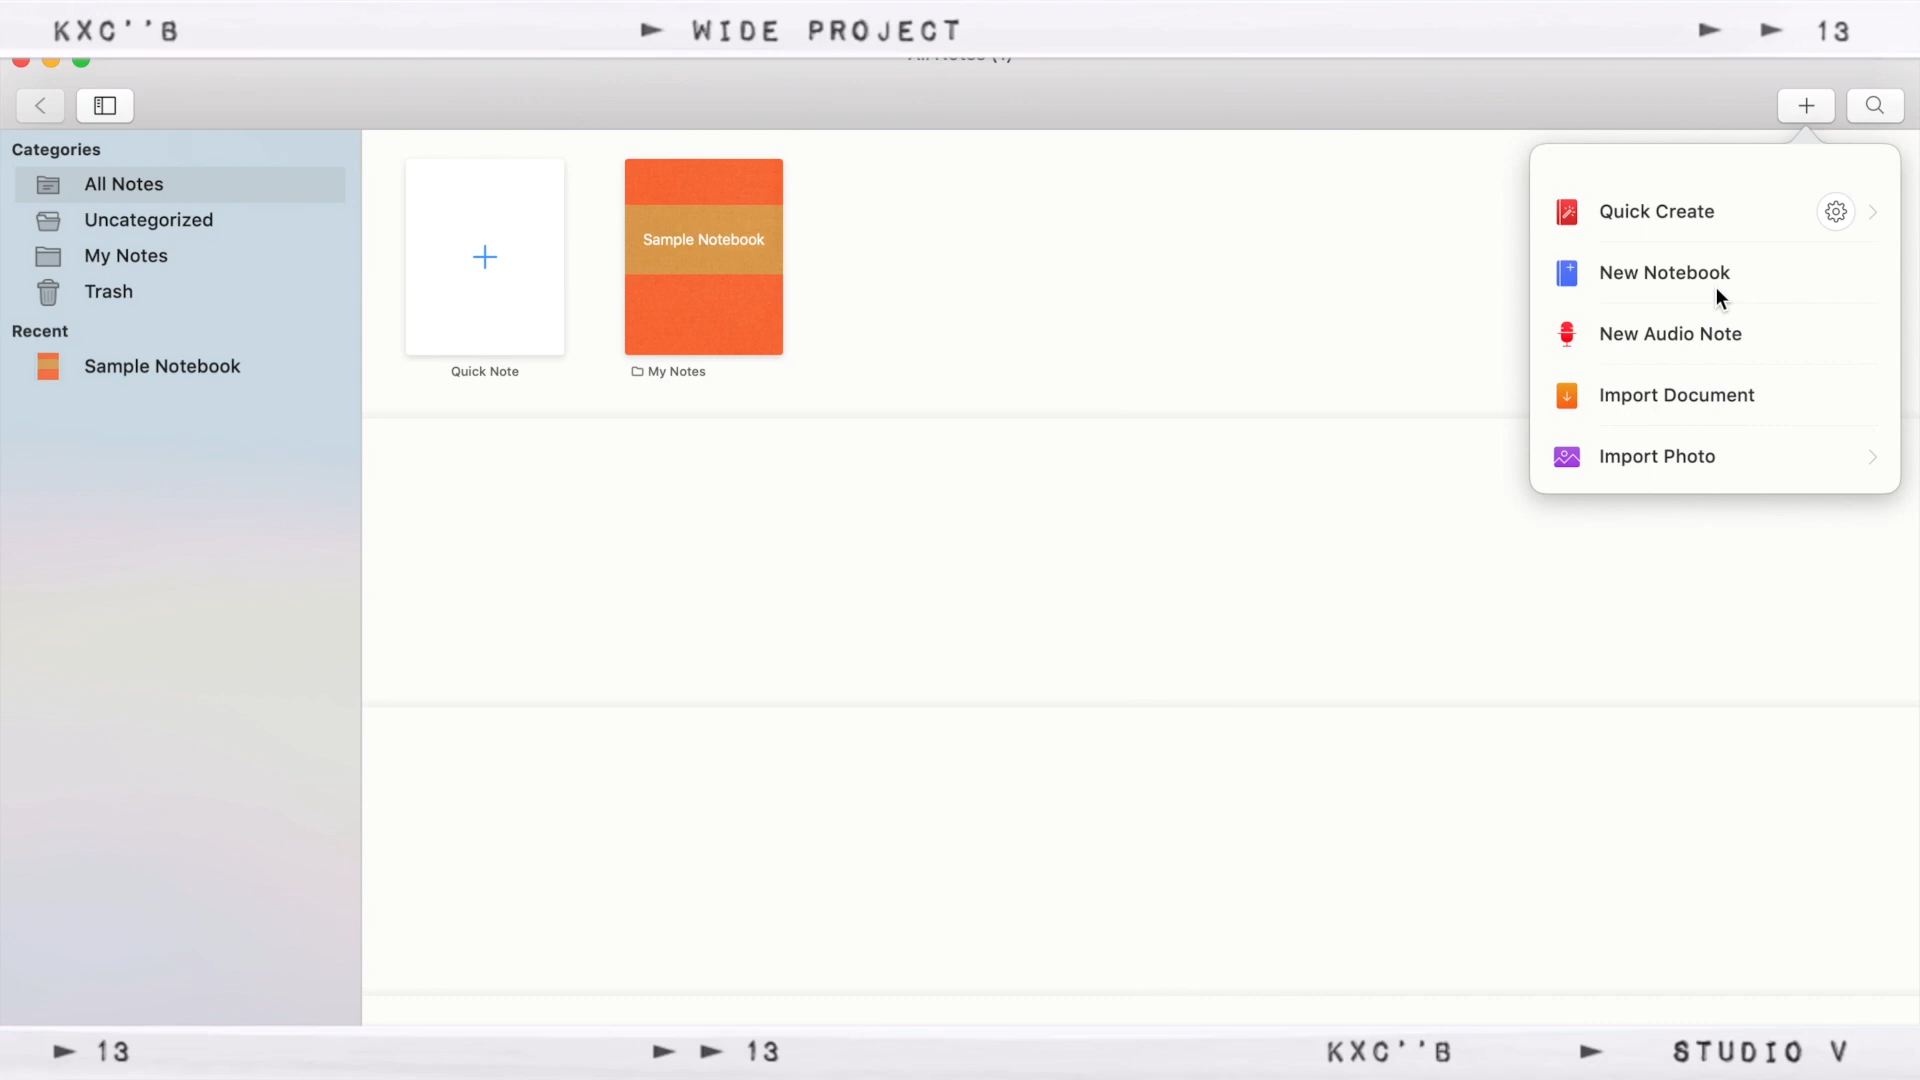 KXC''B ► WIDE PROJECT ► ► 13
Categories
All Notes
Uncategorized
My Notes
Trash
Recent
Sample Notebook
Sample Notebook
Quick Note
My Notes
Quick Create
New Notebook
New Audio Note
Import Document
Import Photo
► 13 ► ► 13 KXC''B ► STUDIO V